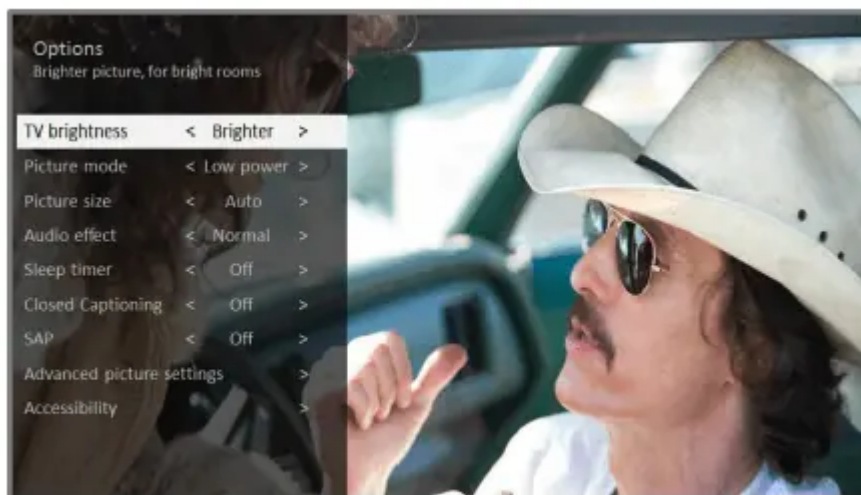 Options
Brighter picture, for bright rooms
TV brightness < Brighter >
Picture mode < Low power >
Picture size < Auto >
Audio effect < Normal >
Sleep timer < Off >
Closed Captioning < Off >
SAP < Off >
Advanced picture settings >
Accessibility >